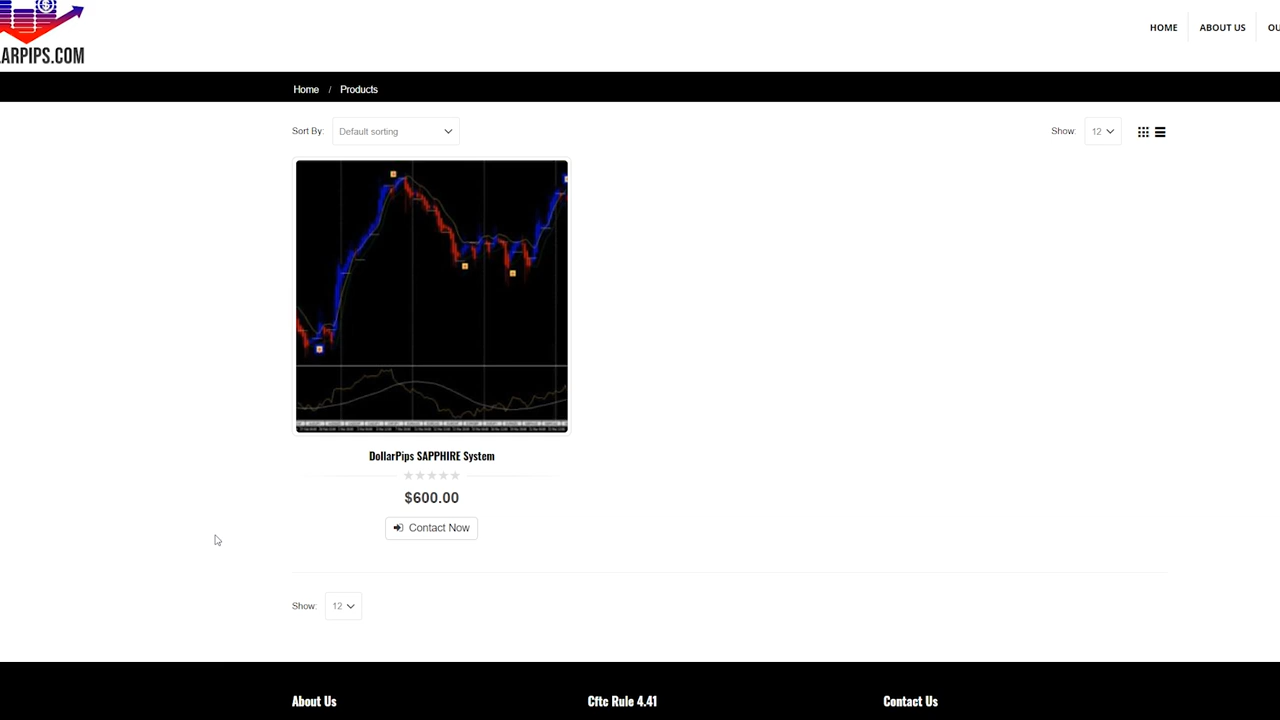 ARPIPS.COM
HOME
ABOUT US
OU
Home / Products
Sort By:
Default sorting
Show:
12
DollarPips SAPPHIRE System
$600.00
Contact Now
Show:
12
About Us
Cftc Rule 4.41
Contact Us